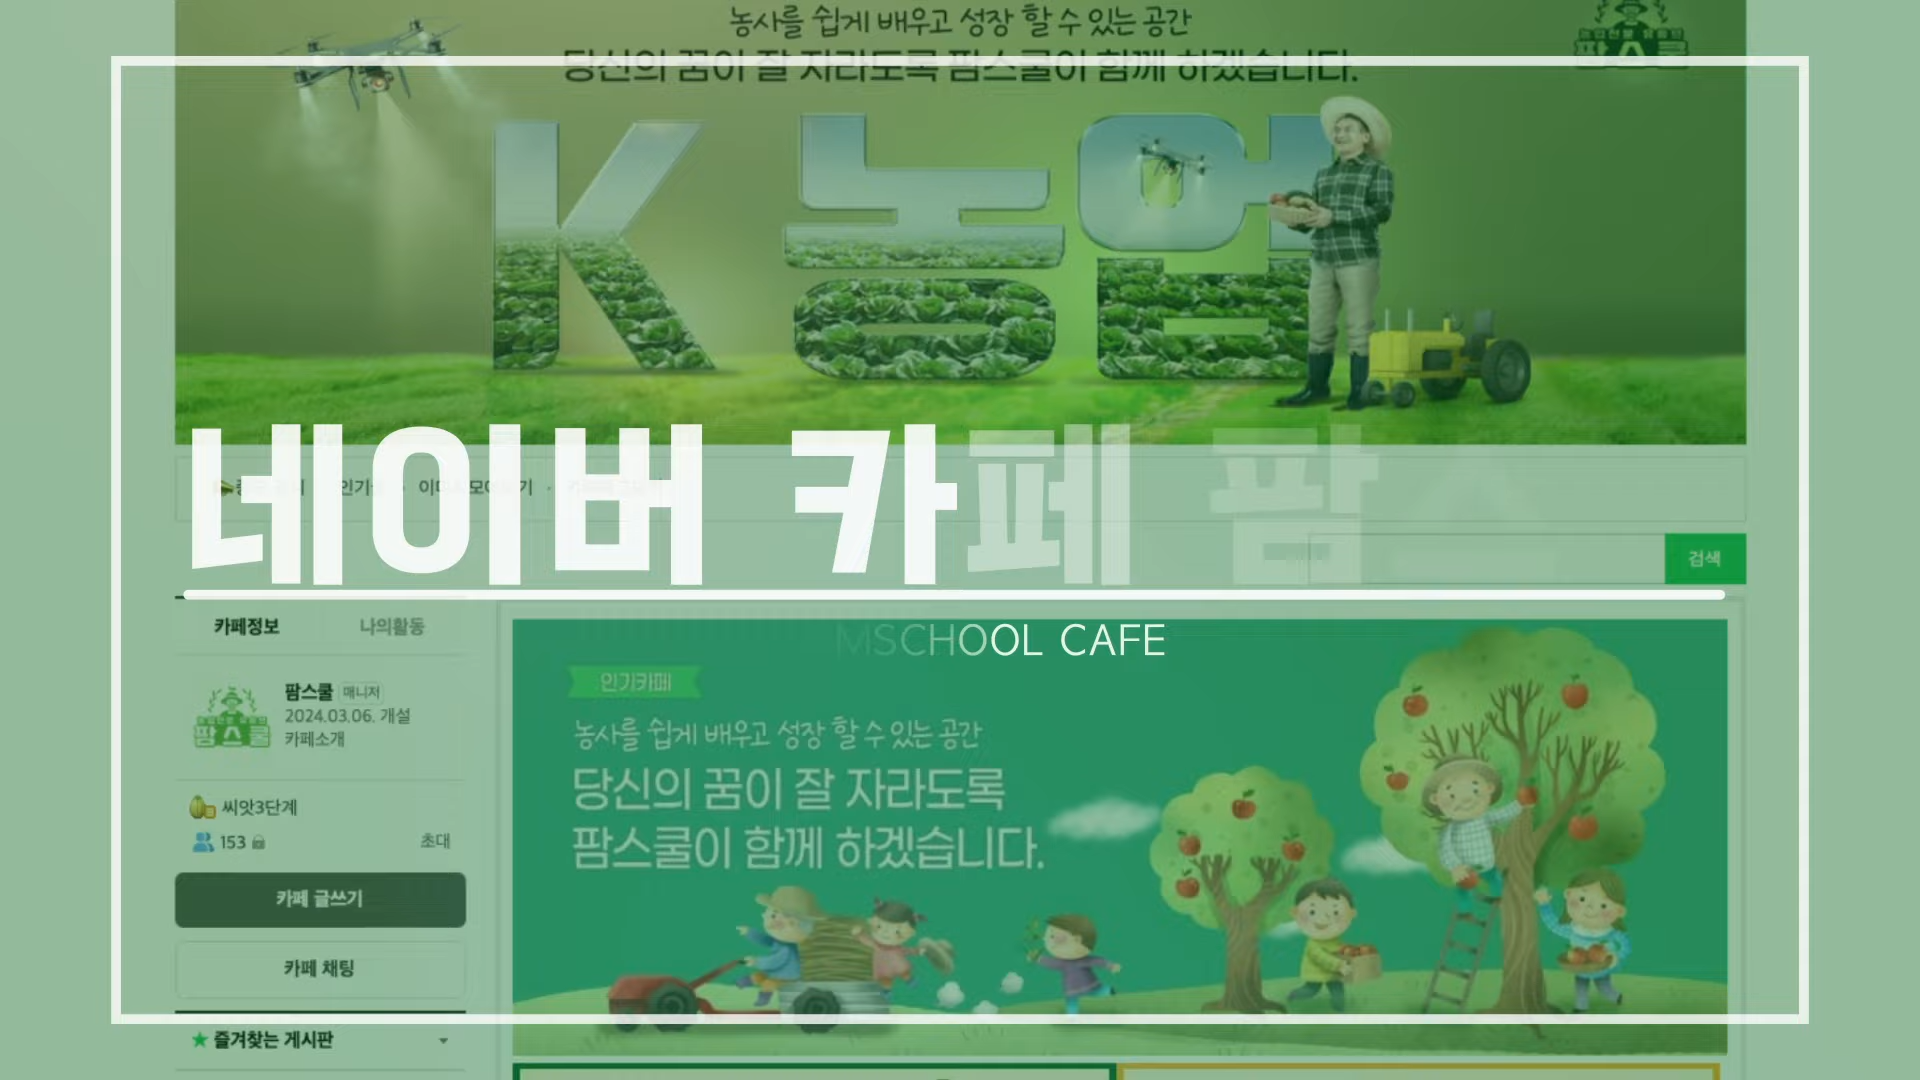 농사를 쉽게 배우고 성장 할 수 있는 공간
당신의 꿈이 잘 자라도록 팜스쿨이 함께 하겠습니다.
팜스쿨
K 농업
네이버 카페 팜스
검색
MSCHOOL CAFE
카페정보
나의활동
팜스쿨 매니저
2024.03.06. 개설
카페소개
씨앗3단계
153
초대
카페 글쓰기
카페 채팅
즐겨찾는 게시판
인기카페
농사를 쉽게 배우고 성장 할 수 있는 공간
당신의 꿈이 잘 자라도록
팜스쿨이 함께 하겠습니다.